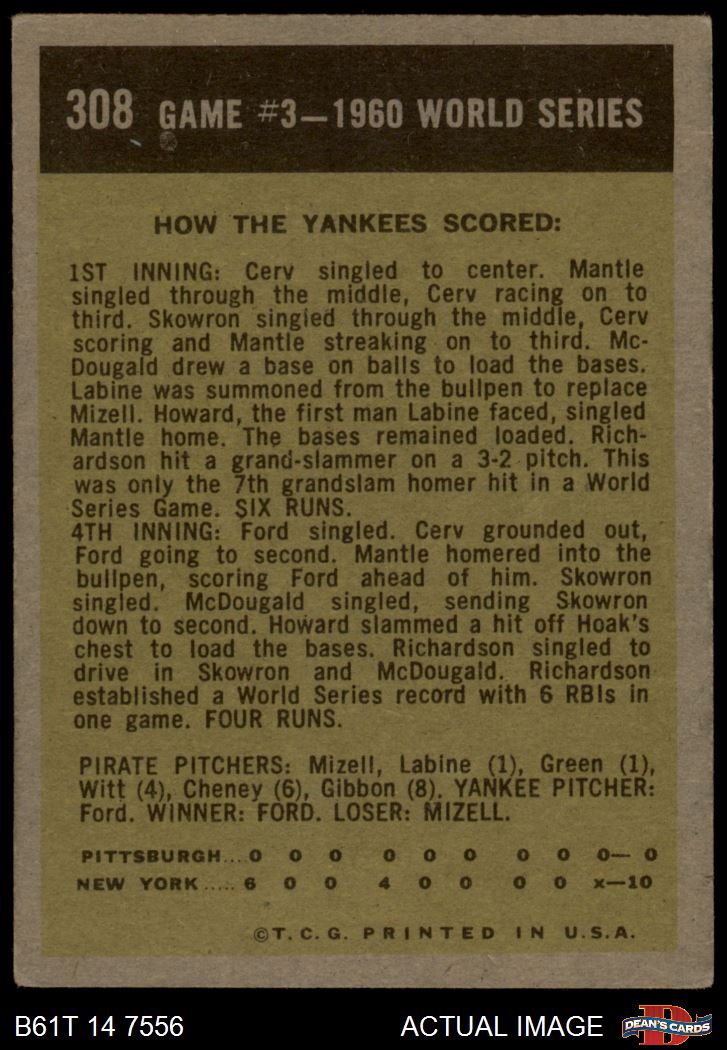 308 GAME #3—1960 WORLD SERIES
HOW THE YANKEES SCORED:
1ST INNING: Cerv singled to center. Mantle
singled through the middle, Cerv racing on to
third. Skowron singled through the middle, Cerv
scoring and Mantle streaking on to third. Mc-
Dougald drew a base on balls to load the bases.
Labine was summoned from the bullpen to replace
Mizell. Howard, the first man Labine faced, singled
Mantle home. The bases remained loaded. Rich-
ardson hit a grand-slammer on a 3-2 pitch. This
was only the 7th grandslam homer hit in a World
Series Game. SIX RUNS.
4TH INNING: Ford singled. Cerv grounded out,
Ford going to second. Mantle homered into the
bullpen, scoring Ford ahead of him. Skowron
singled. McDougald singled, sending Skowron
down to second. Howard slammed a hit off Hoak's
chest to load the bases. Richardson singled to
drive in Skowron and McDougald. Richardson
established a World Series record with 6 RBIs in
one game. FOUR RUNS.
PIRATE PITCHERS: Mizell, Labine (1), Green (1),
Witt (4), Cheney (6), Gibbon (8). YANKEE PITCHER:
Ford. WINNER: FORD. LOSER: MIZELL.
PITTSBURGH... 0 0 0 0 0 0 0 0 0— 0
NEW YORK ..... 6 0 0 4 0 0 0 0 x—10
©T. C. G. PRINTED IN U.S.A.
B61T 14 7556 ACTUAL IMAGE D DEAN'S CARDS